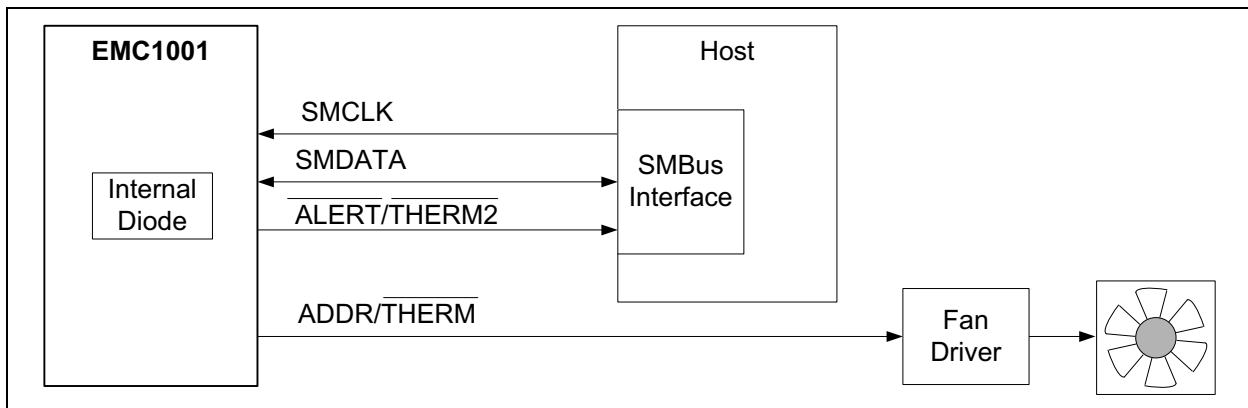 EMC1001
Host
SMCLK
SMDATA
SMBus
Interface
Internal
Diode
ALERT/THERM2
ADDR/THERM
Fan
Driver